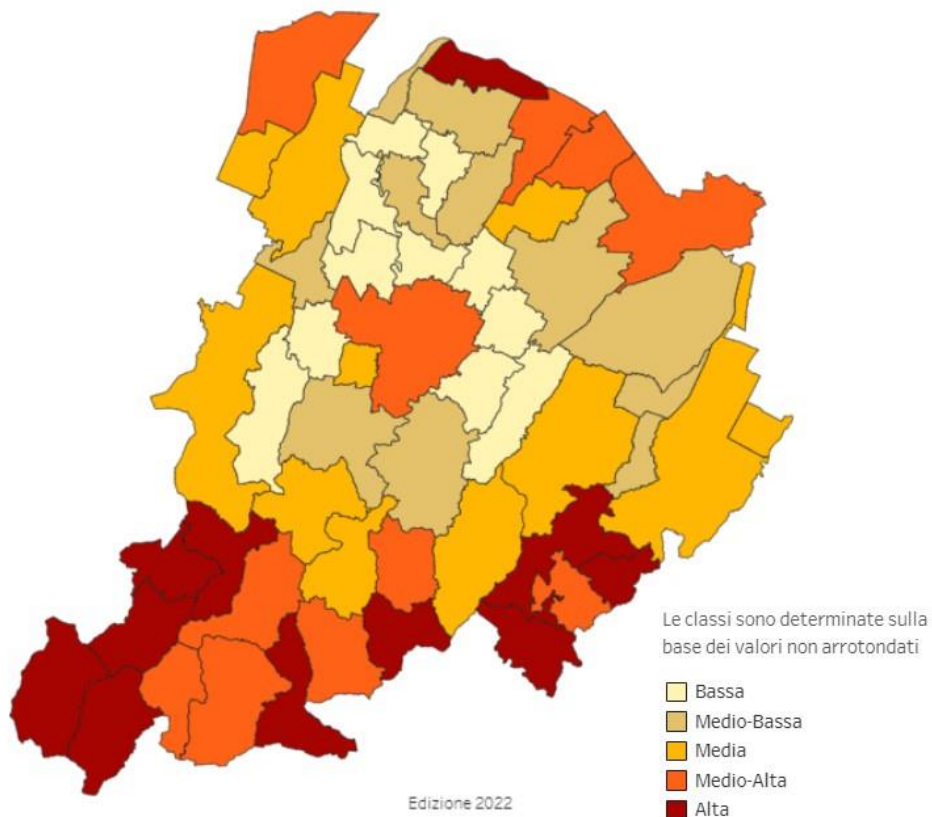 Le classi sono determinate sulla
base dei valori non arrotondati
Bassa
Medio-Bassa
Media
Medio-Alta
Alta
Edizione 2022